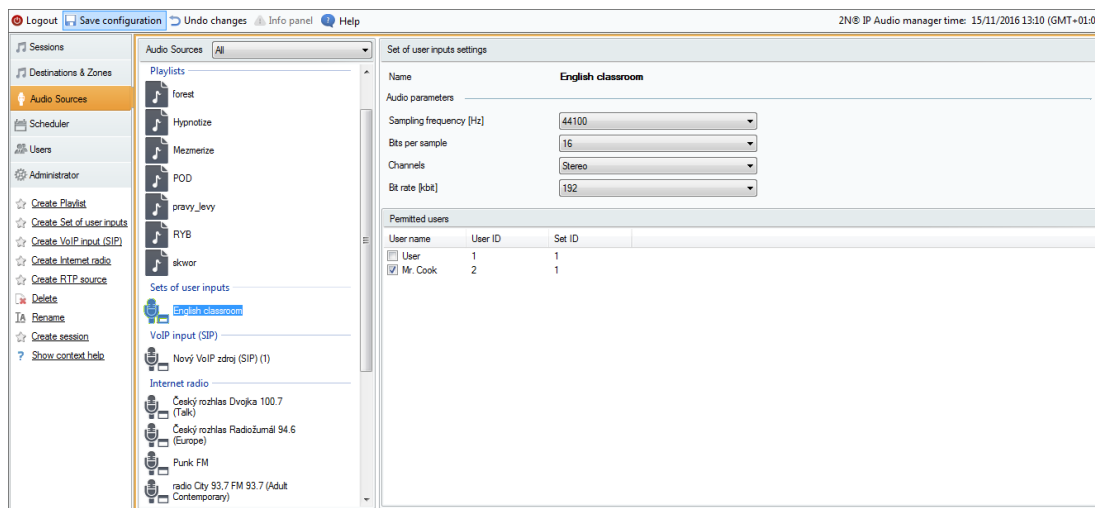 Logout Save configuration Undo changes Info panel Help 2N® IP Audio manager time: 15/11/2016 13:10 (GMT+01:0
Sessions
Destinations & Zones
Audio Sources
Scheduler
Users
Administrator
Create Playlist
Create Set of user inputs
Create VoIP input (SIP)
Create Internet radio
Create RTP source
Delete
Rename
Create session
Show context help
Audio Sources All
Playlists
forest
Hypnotize
Mezmerize
POD
pravy_levy
RYB
skwor
Sets of user inputs
English classroom
VoIP input (SIP)
Nový VoIP zdroj (SIP) (1)
Internet radio
Český rozhlas Dvojka 100.7
(Talk)
Český rozhlas Radiožumál 94.6
(Europe)
Punk FM
radio City 93,7 FM 93.7 (Adult
Contemporary)
Set of user inputs settings
Name English classroom
Audio parameters
Sampling frequency [Hz] 44100
Bits per sample 16
Channels Stereo
Bit rate [kbit] 192
Permitted users
User name User ID Set ID
User 1 1
Mr. Cook 2 1